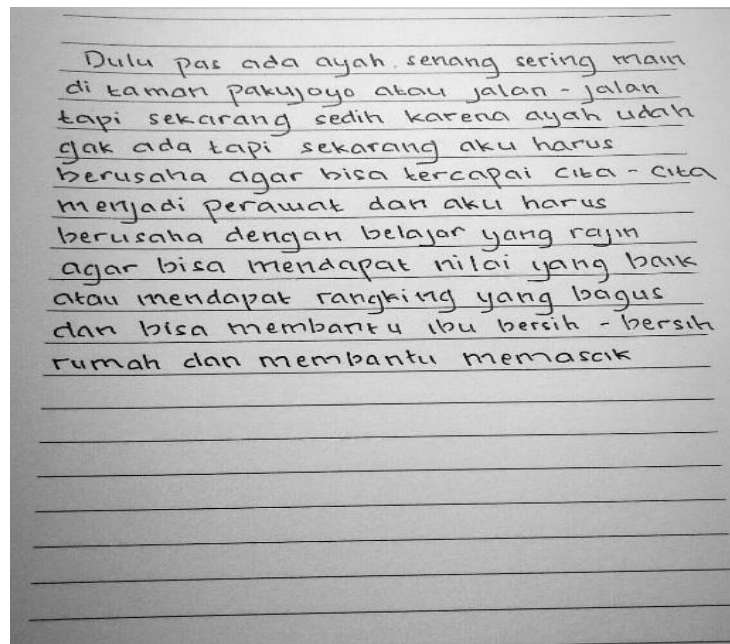 Dulu pas ada ayah senang sering main
di taman pakujoyo atau jalan - jalan
tapi sekarang sedih karena ayah udah
gak ada tapi sekarang aku harus
berusaha agar bisa tercapai cita - cita
menjadi perawat dan aku harus
berusaha dengan belajar yang rajin
agar bisa mendapat nilai yang baik
atau mendapat rangking yang bagus
dan bisa membantu ibu bersih - bersih
rumah dan membantu memasaik